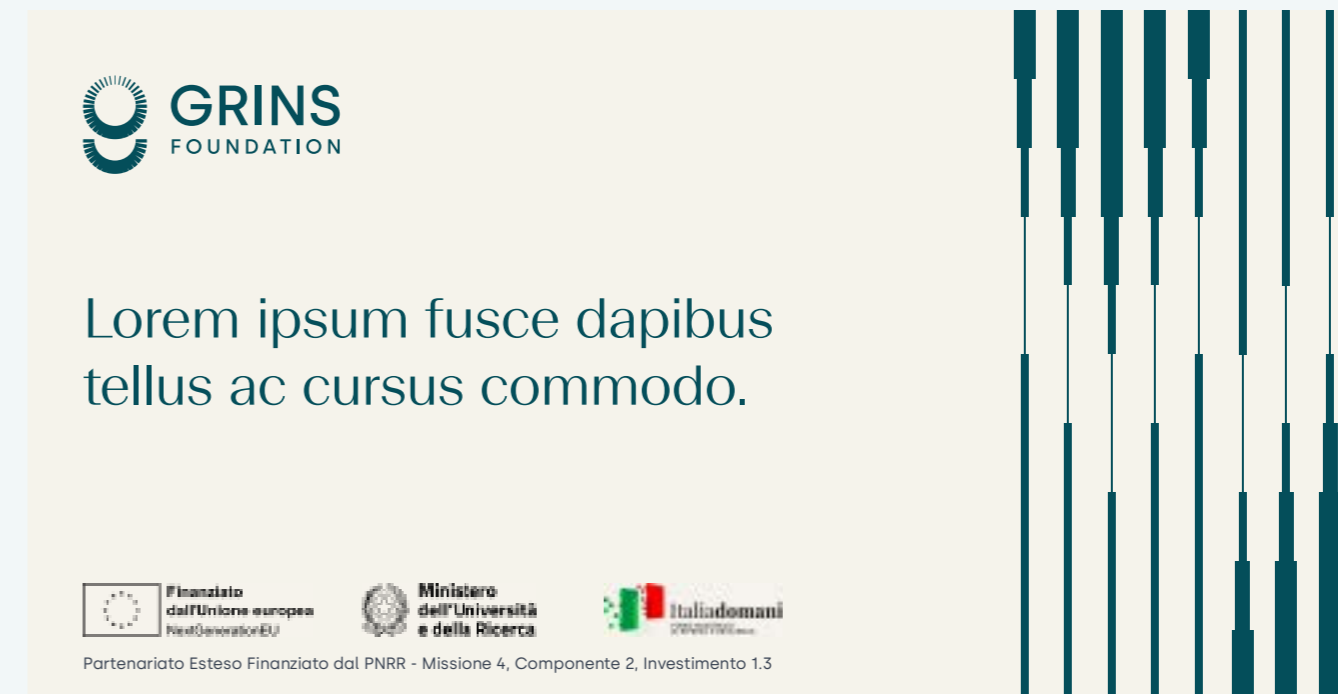 GRINS
FOUNDATION
Lorem ipsum fusce dapibus
tellus ac cursus commodo.
Finanziato
dall'Unione europea
NextGenerationEU
Ministero
dell'Università
e della Ricerca
Italiadomani
Partenariato Esteso Finanziato dal PNRR - Missione 4, Componente 2, Investimento 1.3